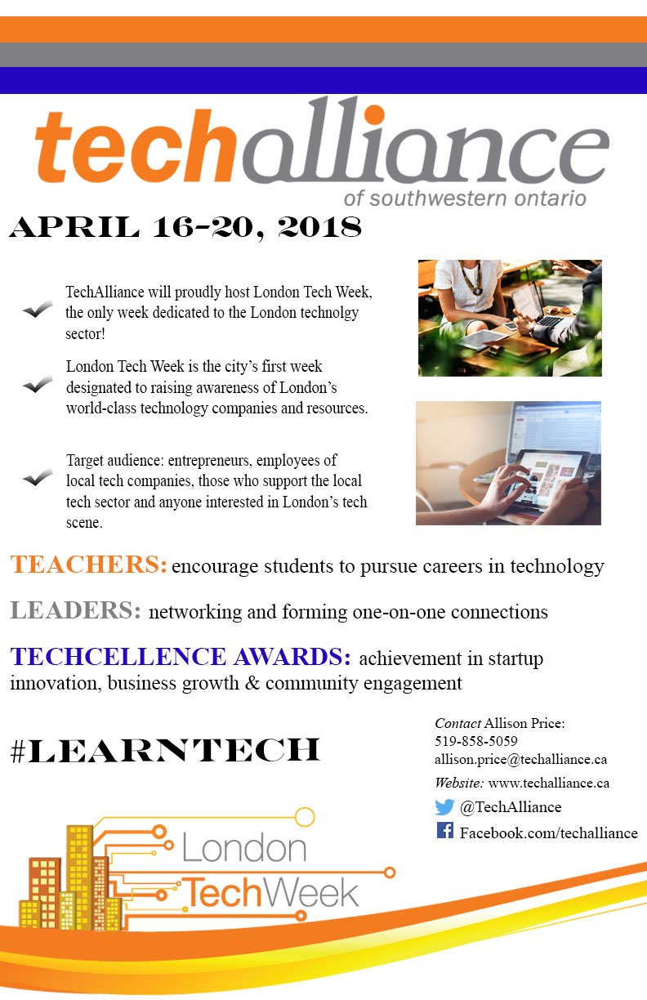 techalliance
of southwestern ontario
APRIL 16-20, 2018
TechAlliance will proudly host London Tech Week,
the only week dedicated to the London technolgy
sector!
London Tech Week is the city's first week
designated to raising awareness of London's
world-class technology companies and resources.
Target audience: entrepreneurs, employees of
local tech companies, those who support the local
tech sector and anyone interested in London's tech
scene.
TEACHERS: encourage students to pursue careers in technology
LEADERS: networking and forming one-on-one connections
TECHCELLENCE AWARDS: achievement in startup
innovation, business growth & community engagement
#LEARNTECH
Contact Allison Price:
519-858-5059
allison.price@techalliance.ca
Website: www.techalliance.ca
@TechAlliance
Facebook.com/techalliance
London
TechWeek